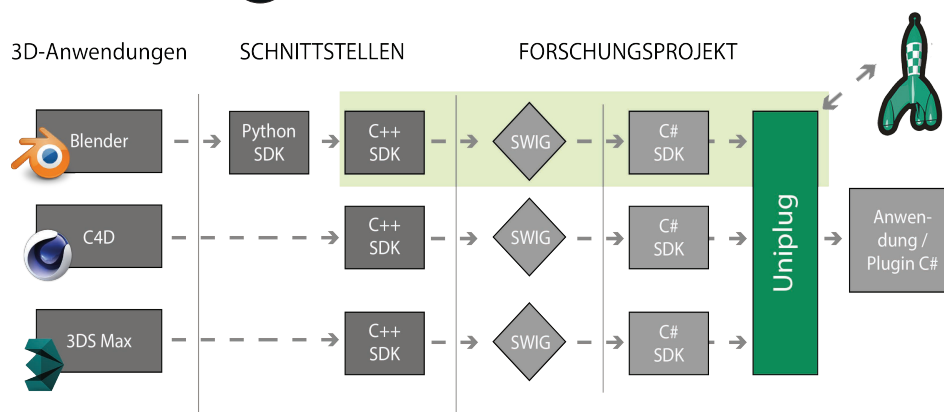 3D-Anwendungen
SCHNITTSTELLEN
FORSCHUNGSPROJEKT
Blender
Python
SDK
C++
SDK
SWIG
C#
SDK
C4D
C++
SDK
SWIG
C#
SDK
3DS Max
C++
SDK
SWIG
C#
SDK
Uniplug
Anwen-
dung /
Plugin C#